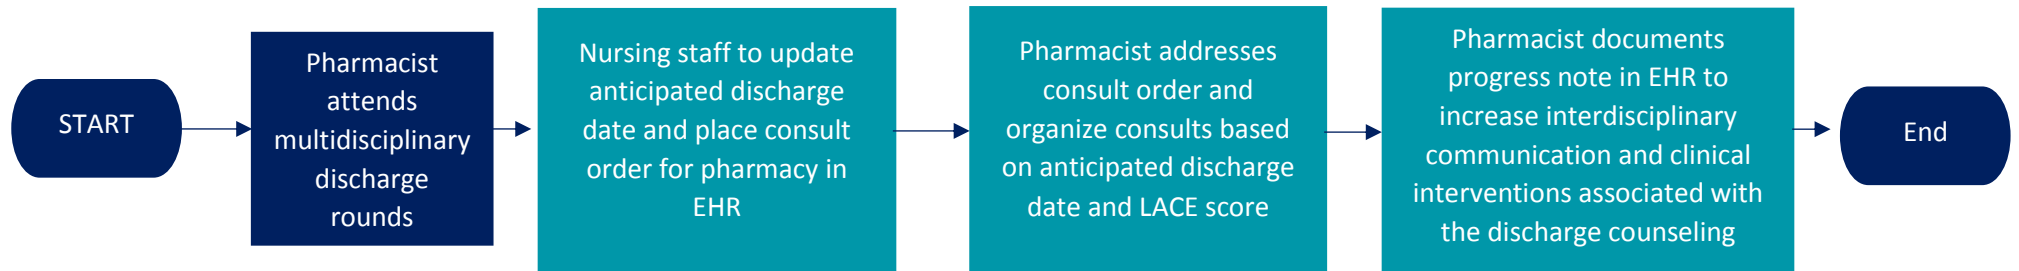 START
Pharmacist
attends
multidisciplinary
discharge
rounds
Nursing staff to update
anticipated discharge
date and place consult
order for pharmacy in
EHR
Pharmacist addresses
consult order and
organize consults based
on anticipated discharge
date and LACE score
Pharmacist documents
progress note in EHR to
increase interdisciplinary
communication and clinical
interventions associated with
the discharge counseling
End